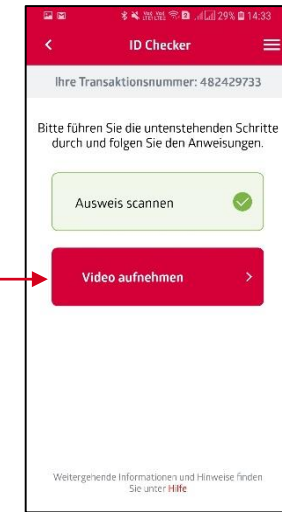 29% 14:33
ID Checker
Ihre Transaktionsnummer: 482429733
Bitte führen Sie die untenstehenden Schritte
durch und folgen Sie den Anweisungen.
Ausweis scannen
Video aufnehmen
Weitergehende Informationen und Hinweise finden
Sie unter Hilfe